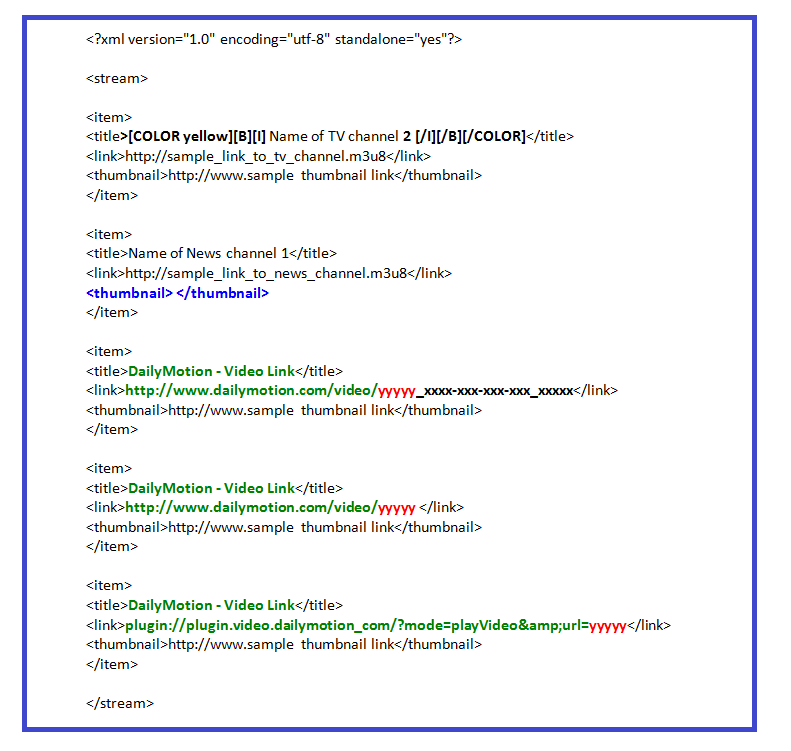 <?xml version="1.0" encoding="utf-8" standalone="yes"?>
<stream>
<item>
<title>[COLOR yellow][B][I] Name of TV channel 2 [/I][/B][/COLOR]</title>
<link>http://sample_link_to_tv_channel.m3u8</link>
<thumbnail>http://www.sample thumbnail link</thumbnail>
</item>
<item>
<title>Name of News channel 1</title>
<link>http://sample_link_to_news_channel.m3u8</link>
<thumbnail> </thumbnail>
</item>
<item>
<title>DailyMotion - Video Link</title>
<link>http://www.dailymotion.com/video/yyyyy_xxxx-xxx-xxx-xxx_xxxxx</link>
<thumbnail>http://www.sample thumbnail link</thumbnail>
</item>
<item>
<title>DailyMotion - Video Link</title>
<link>http://www.dailymotion.com/video/yyyyy </link>
<thumbnail>http://www.sample thumbnail link</thumbnail>
</item>
<item>
<title>DailyMotion - Video Link</title>
<link>plugin://plugin.video.dailymotion_com/?mode=playVideo&amp;url=yyyyy</link>
<thumbnail>http://www.sample thumbnail link</thumbnail>
</item>
</stream>